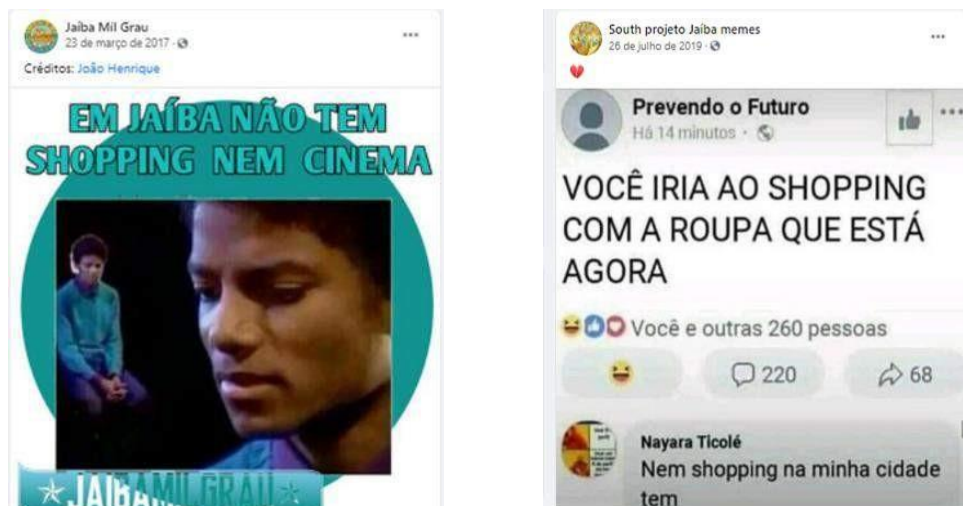 Jaíba Mil Grau
23 de março de 2017
Créditos: João Henrique
EM JAÍBA NÃO TEM
SHOPPING NEM CINEMA
JAIBAMILGRAU
South projeto Jaíba memes
26 de julho de 2019
Prevendo o Futuro
Há 14 minutos
VOCÊ IRIA AO SHOPPING
COM A ROUPA QUE ESTÁ
AGORA
Você e outras 260 pessoas
220
68
Nayara Ticolé
Nem shopping na minha cidade
tem